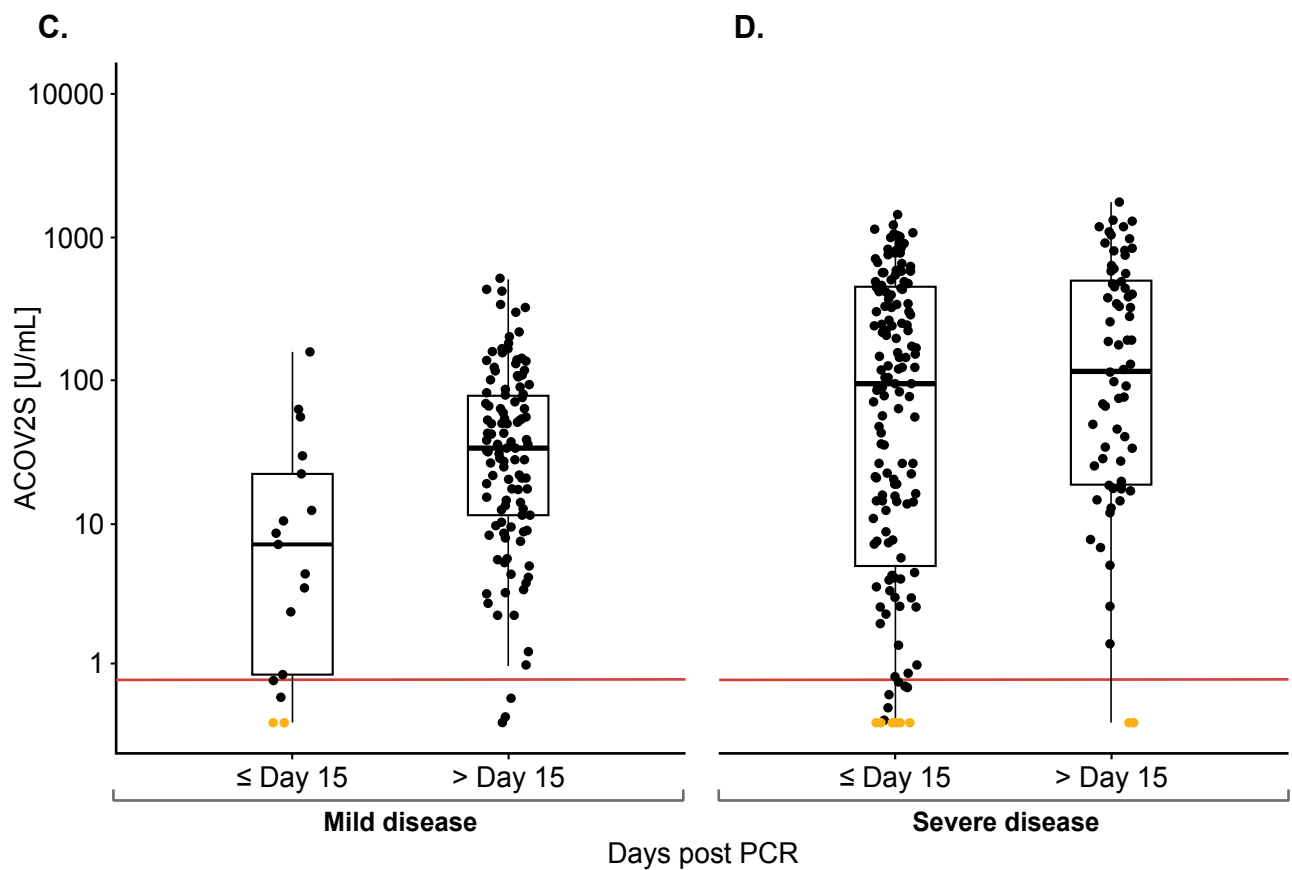 C.
D.
ACOV2S [U/mL]
10000
1000
100
10
1
≤ Day 15
> Day 15
≤ Day 15
> Day 15
Mild disease
Severe disease
Days post PCR